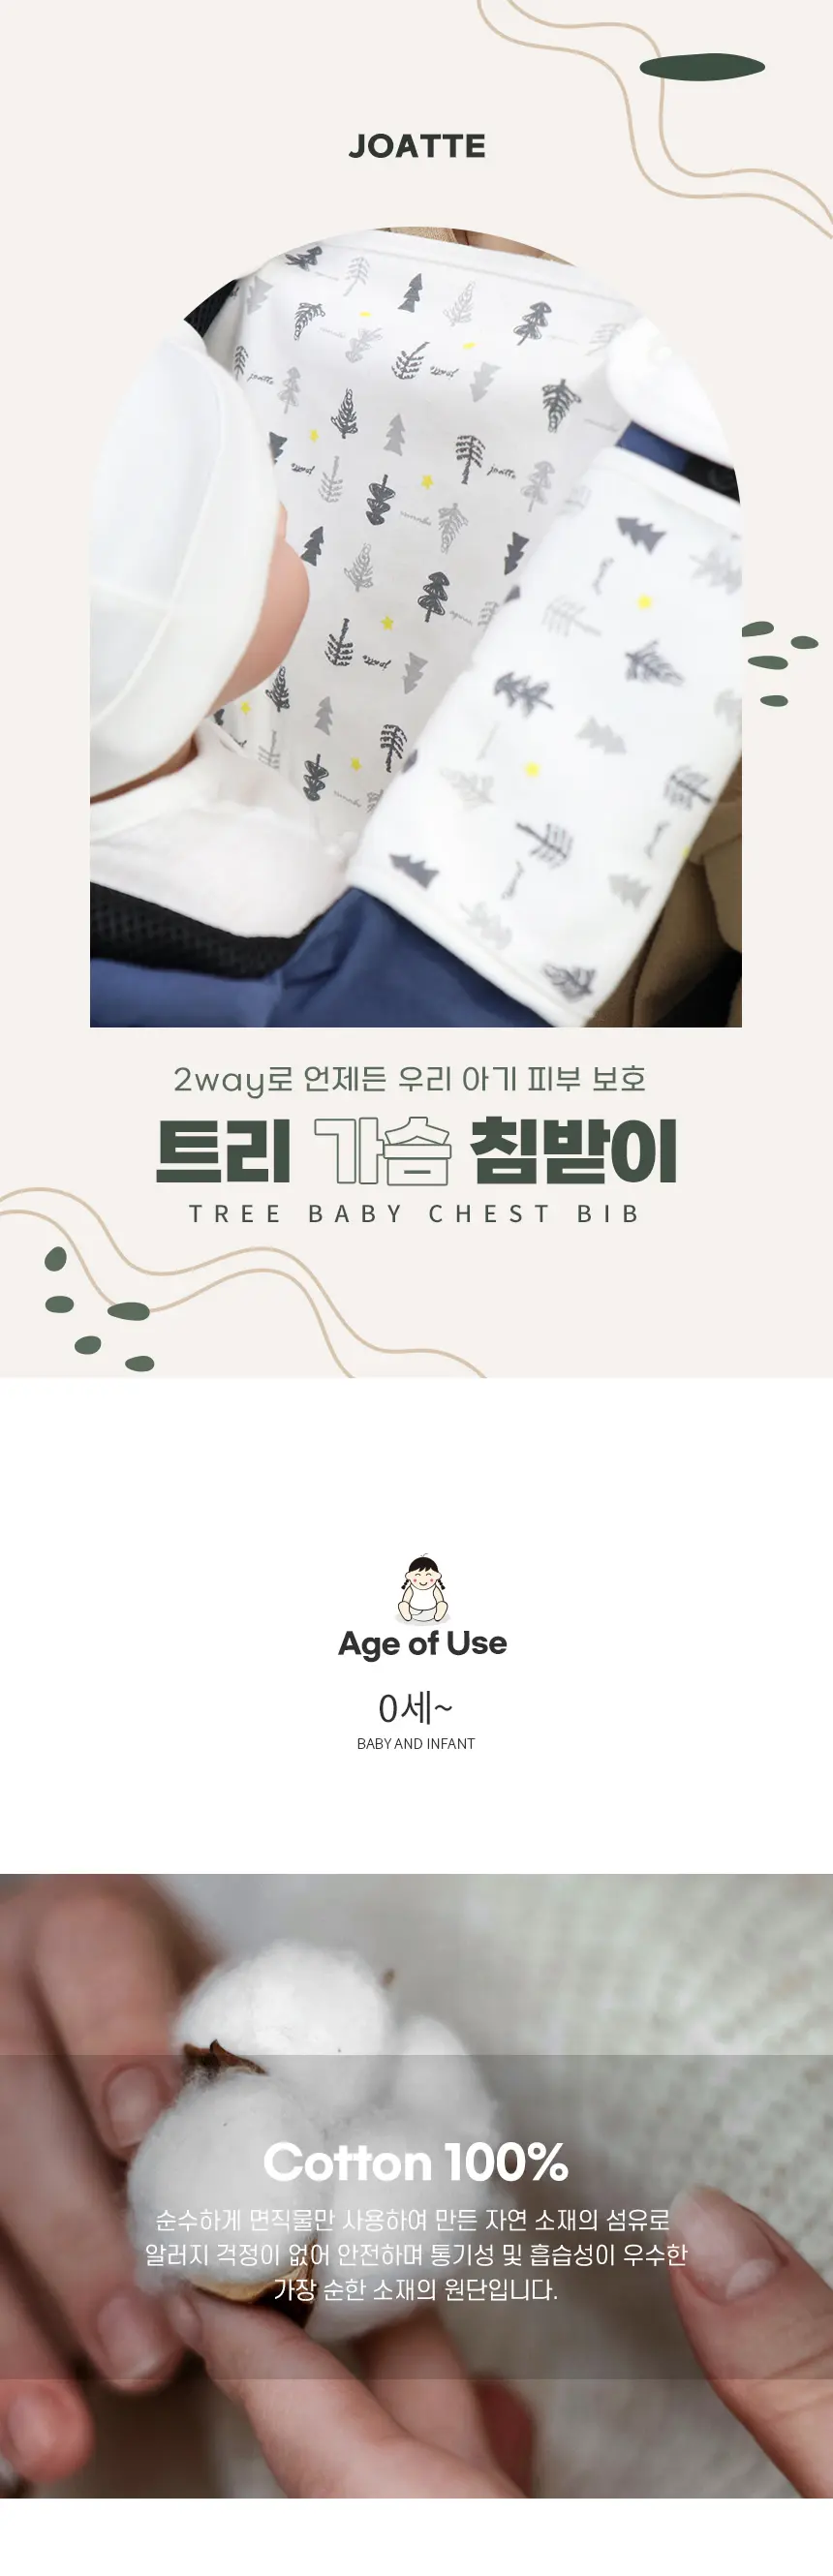 JOATTE
2way로 언제든 우리 아기 피부 보호
트리 가슴 침받이
TREE BABY CHEST BIB
Age of Use
0세~
BABY AND INFANT
Cotton 100%
순수하게 면직물만 사용하여 만든 자연 소재의 섬유로
알러지 걱정이 없어 안전하며 통기성 및 흡습성이 우수한
가장 순한 소재의 원단입니다.